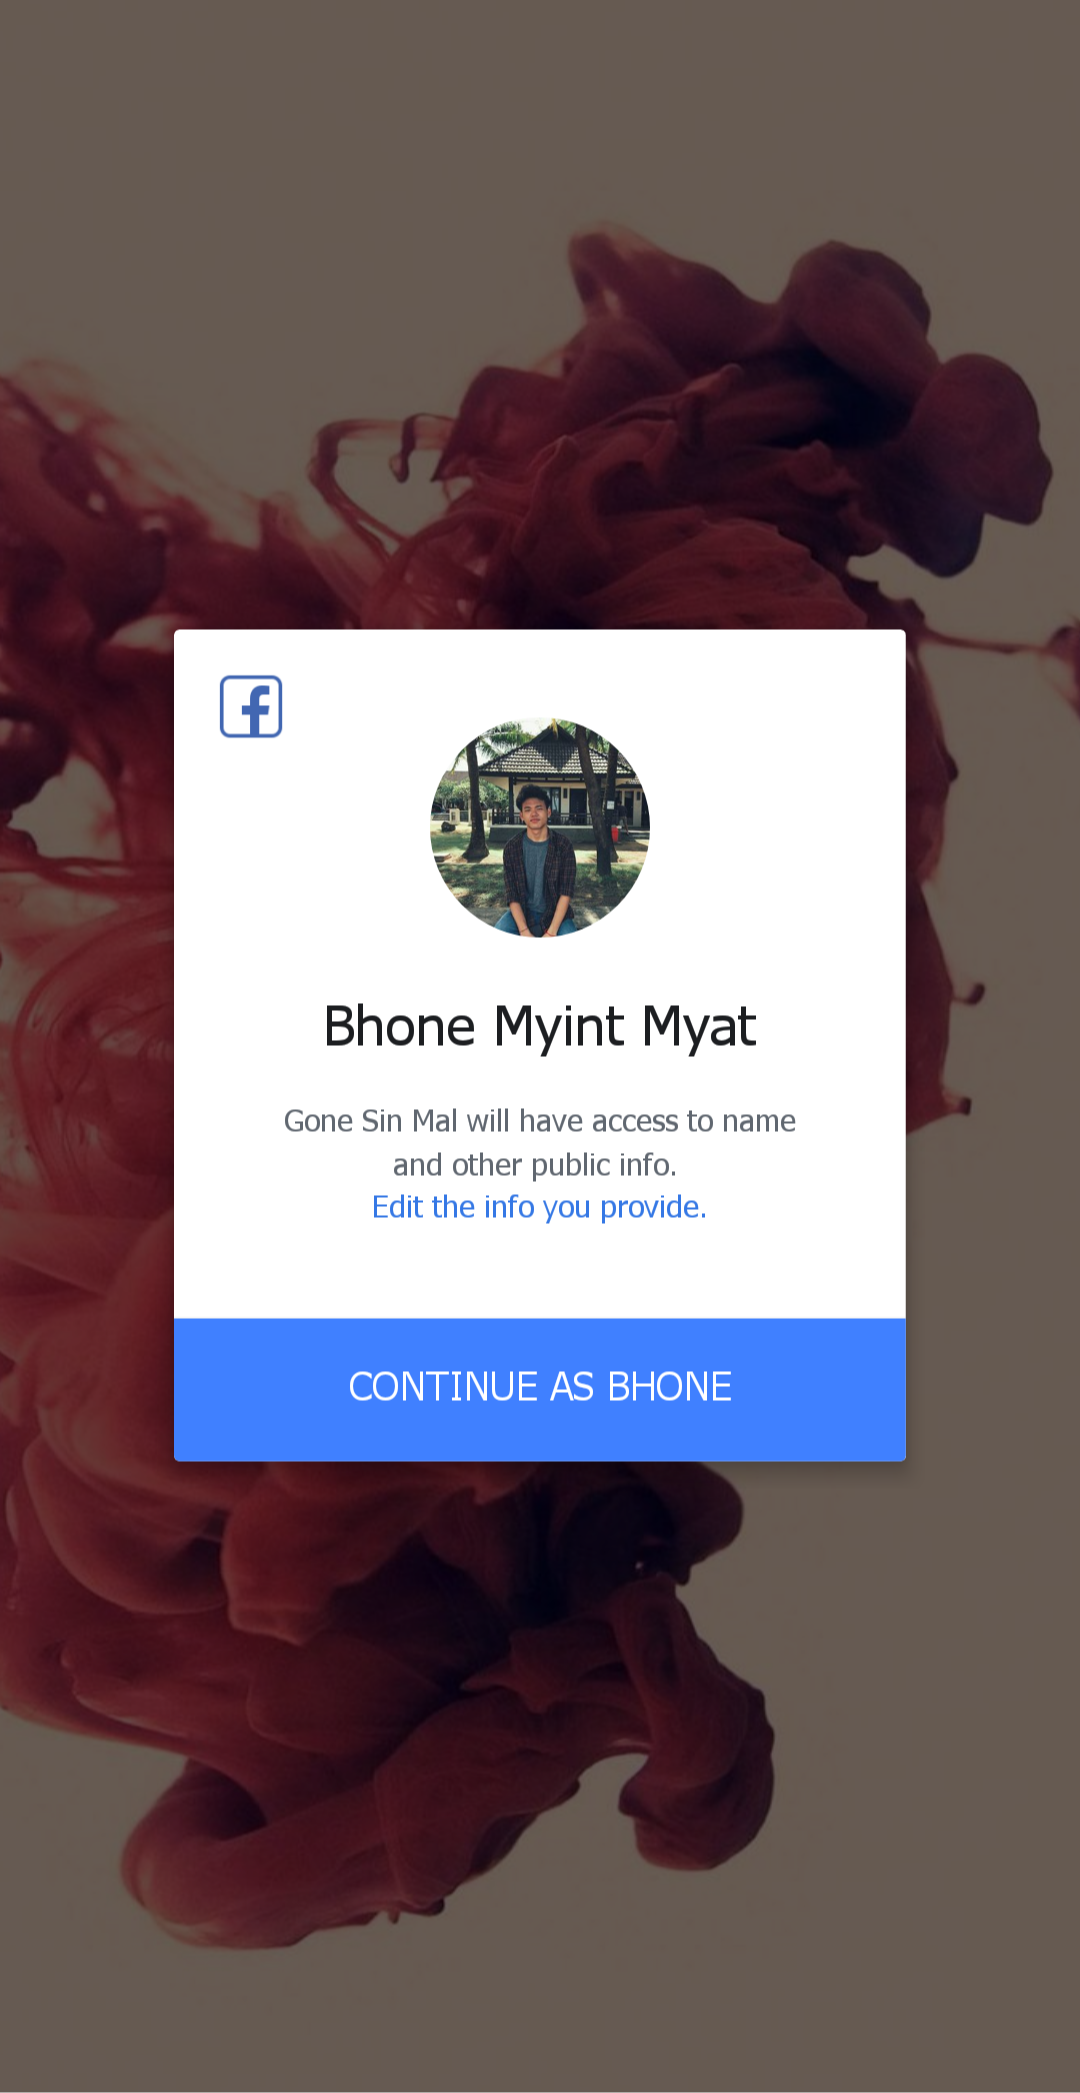 Bhone Myint Myat
Gone Sin Mal will have access to name
and other public info.
Edit the info you provide.
CONTINUE AS BHONE